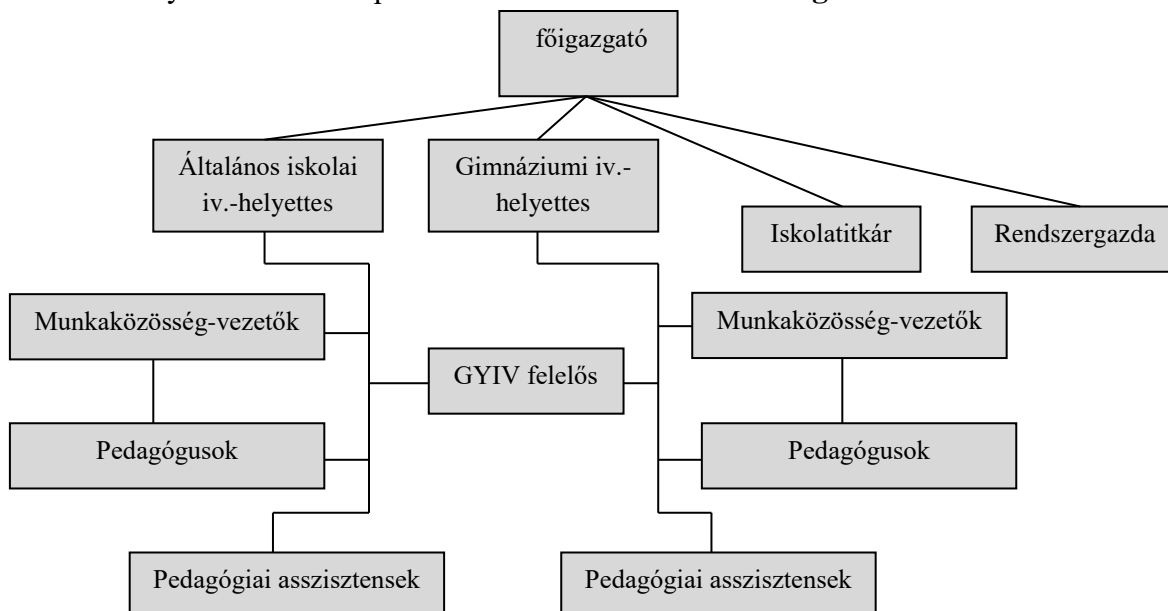 főigazgató
Általános iskolai
iv.-helyettes
Gimnáziumi iv.-
helyettes
Iskolatitkár
Rendszergazda
Munkaközösség-vezetők
Munkaközösség-vezetők
GYIV felelős
Pedagógusok
Pedagógusok
Pedagógiai asszisztensek
Pedagógiai asszisztensek